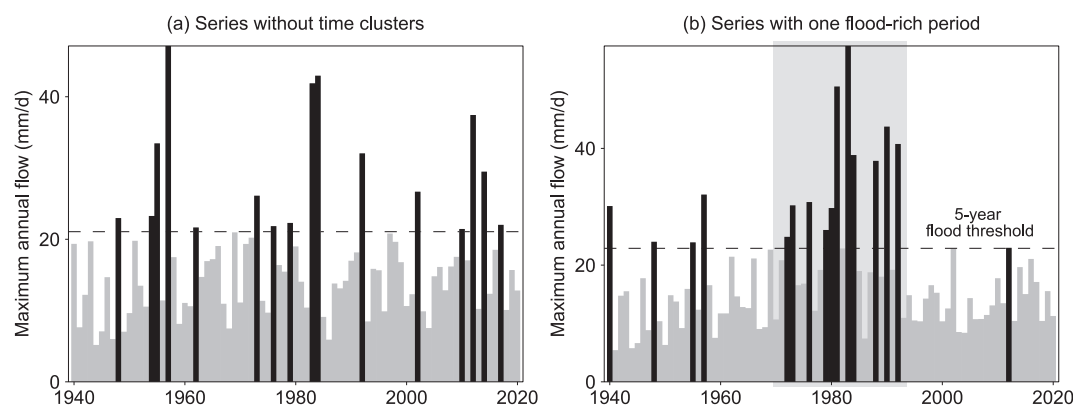 (a) Series without time clusters
Maximum annual flow (mm/d)
40
20
0
1940
1960
1980
2000
2020
(b) Series with one flood-rich period
Maximum annual flow (mm/d)
40
20
0
5-year
flood threshold
1940
1960
1980
2000
2020